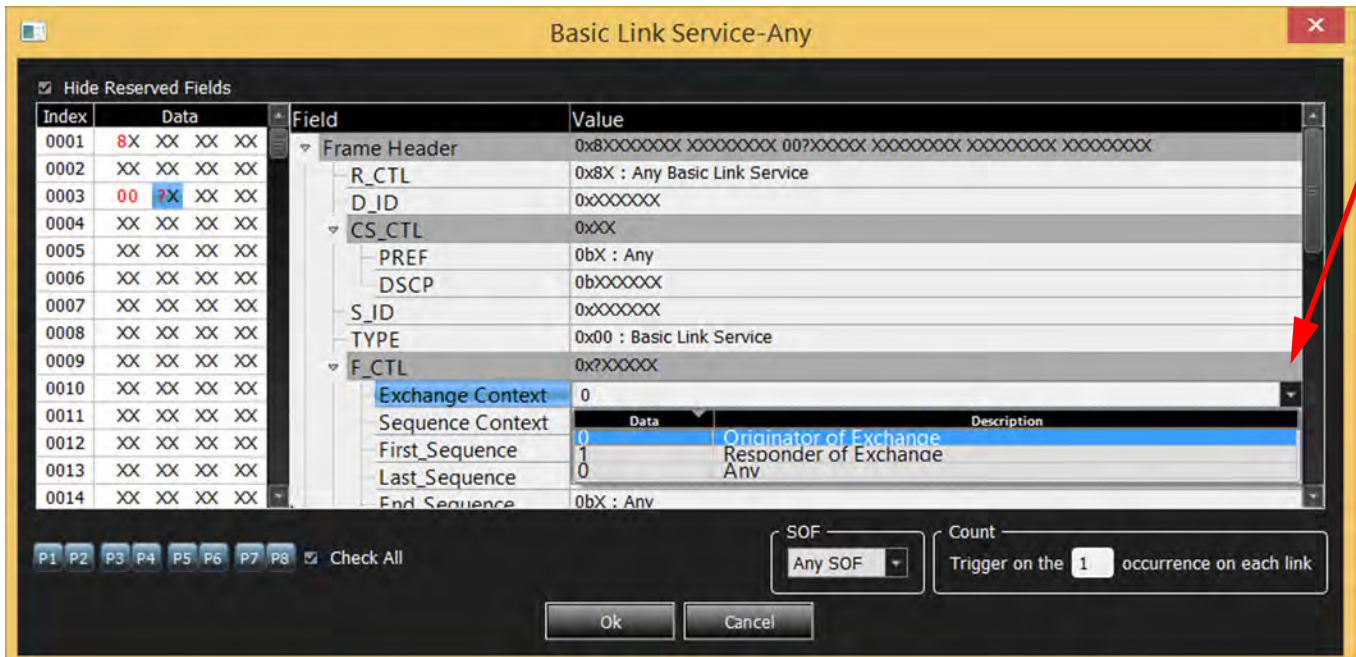 Basic Link Service-Any
Hide Reserved Fields
Index Data Field Value
0001 8X XX XX XX Frame Header 0x8XXXXXXX XXXXXXXX 00?XXXXX XXXXXXXX XXXXXXXX XXXXXXXX
0002 XX XX XX XX R_CTL 0x8X : Any Basic Link Service
0003 00 ?X XX XX D_ID 0xXXXXXX
0004 XX XX XX XX CS_CTL 0xXX
0005 XX XX XX XX PREF 0bX : Any
0006 XX XX XX XX DSCP 0bXXXXXX
0007 XX XX XX XX S_ID 0xXXXXXX
0008 XX XX XX XX TYPE 0x00 : Basic Link Service
0009 XX XX XX XX F_CTL 0x?XXXXX
0010 XX XX XX XX Exchange Context 0
0011 XX XX XX XX Sequence Context Data Description
0 Originator of Exchange
0012 XX XX XX XX First_Sequence 1 Responder of Exchange
0013 XX XX XX XX Last_Sequence 0 Any
0014 XX XX XX XX End_Sequence 0bX : Any
P1 P2 P3 P4 P5 P6 P7 P8 Check All
SOF
Any SOF
Count
Trigger on the 1 occurrence on each link
Ok Cancel